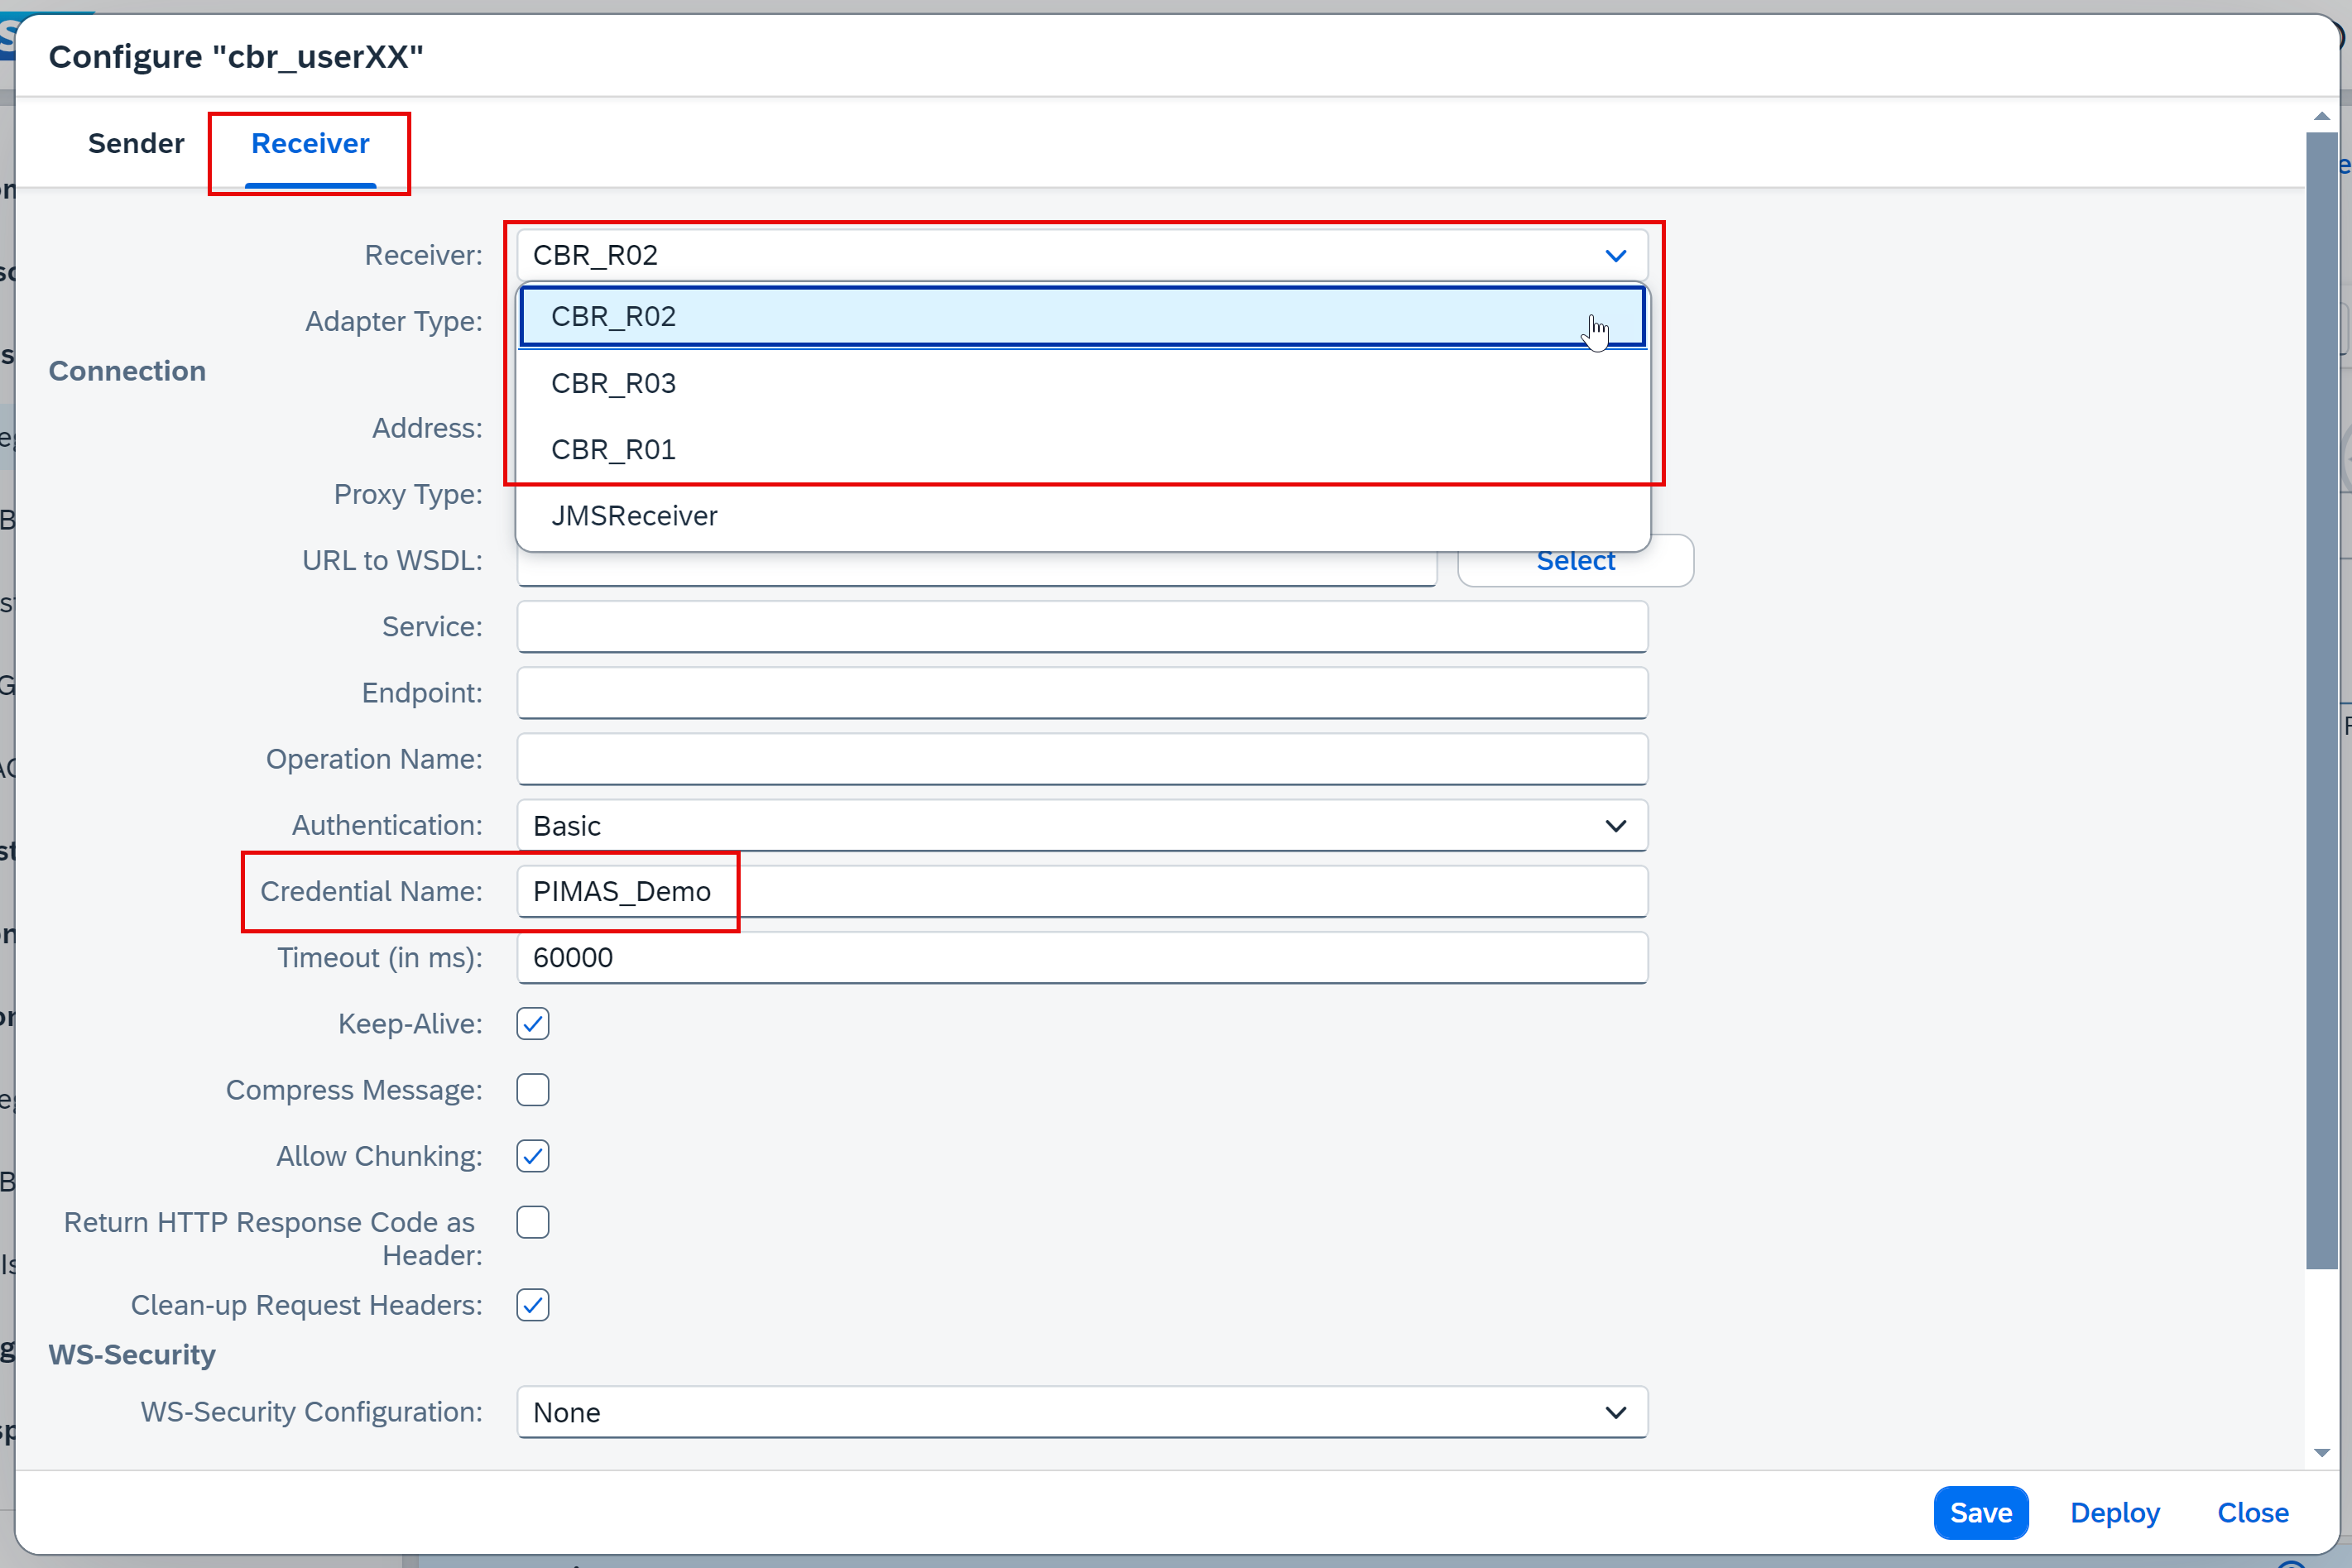 Configure "cbr_userXX"
Sender Receiver
Receiver: CBR_R02
CBR_R02
Adapter Type:
Connection
CBR_R03
Address:
CBR_R01
Proxy Type:
JMSReceiver
URL to WSDL: Select
Service:
Endpoint:
Operation Name:
Authentication: Basic
Credential Name: PIMAS_Demo
Timeout (in ms): 60000
Keep-Alive:
Compress Message:
Allow Chunking:
Return HTTP Response Code as
Header:
Clean-up Request Headers:
WS-Security
WS-Security Configuration: None
Save Deploy Close